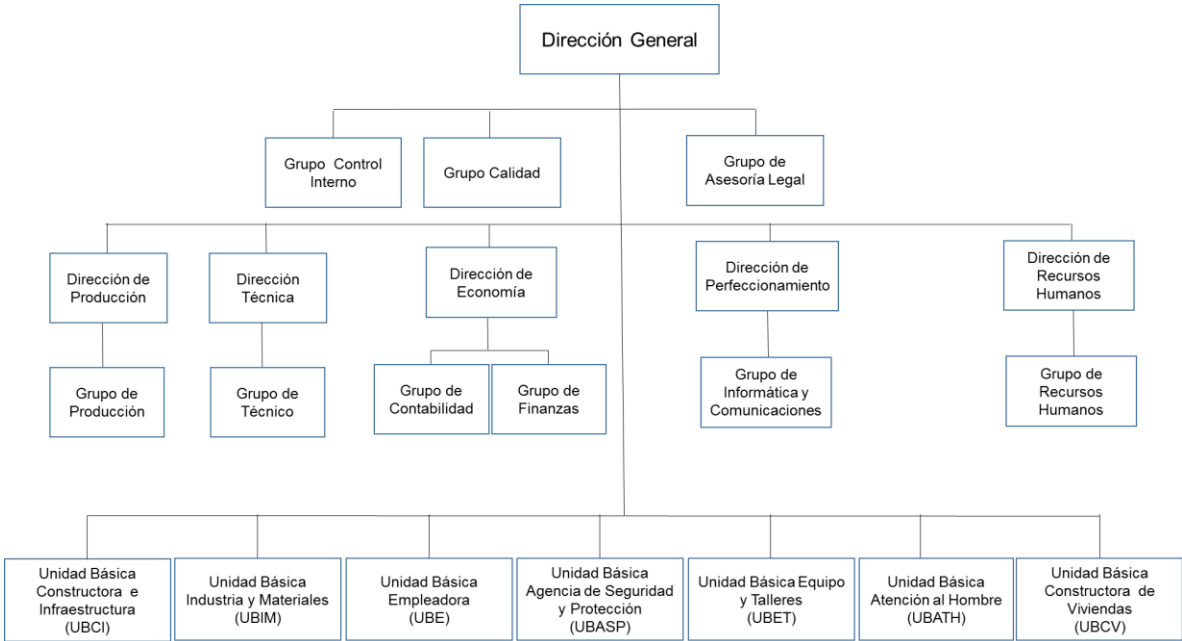 Dirección General
Grupo Control
Interno
Grupo Calidad
Grupo de
Asesoría Legal
Dirección de
Producción
Dirección
Técnica
Dirección de
Economía
Dirección de
Perfeccionamiento
Dirección de
Recursos
Humanos
Grupo de
Producción
Grupo de
Técnico
Grupo de
Contabilidad
Grupo de
Finanzas
Grupo de
Informática y
Comunicaciones
Grupo de
Recursos
Humanos
Unidad Básica
Constructora e
Infraestructura
(UBCI)
Unidad Básica
Industria y Materiales
(UBIM)
Unidad Básica
Empleadora
(UBE)
Unidad Básica
Agencia de Seguridad
y Protección
(UBASP)
Unidad Básica Equipo
y Talleres
(UBET)
Unidad Básica
Atención al Hombre
(UBATH)
Unidad Básica
Constructora de
Viviendas
(UBCV)